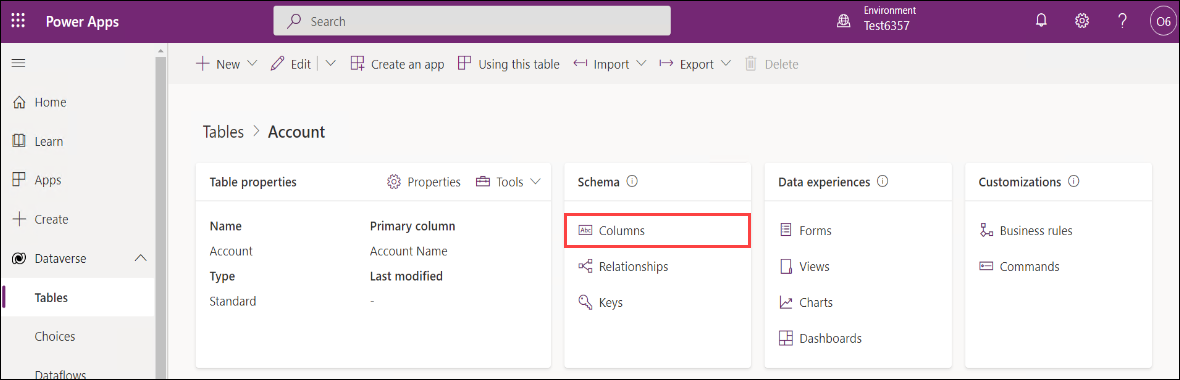 Power Apps
Search
Environment
Test6357
O6
New Edit Create an app Using this table Import Export Delete
Home
Learn
Apps
Create
Dataverse
Tables
Choices
Dataflows
Tables > Account
Table properties Properties Tools
Name Primary column
Account Account Name
Type Last modified
Standard -
Schema
Abc Columns
Relationships
Keys
Data experiences
Forms
Views
Charts
Dashboards
Customizations
Business rules
Commands